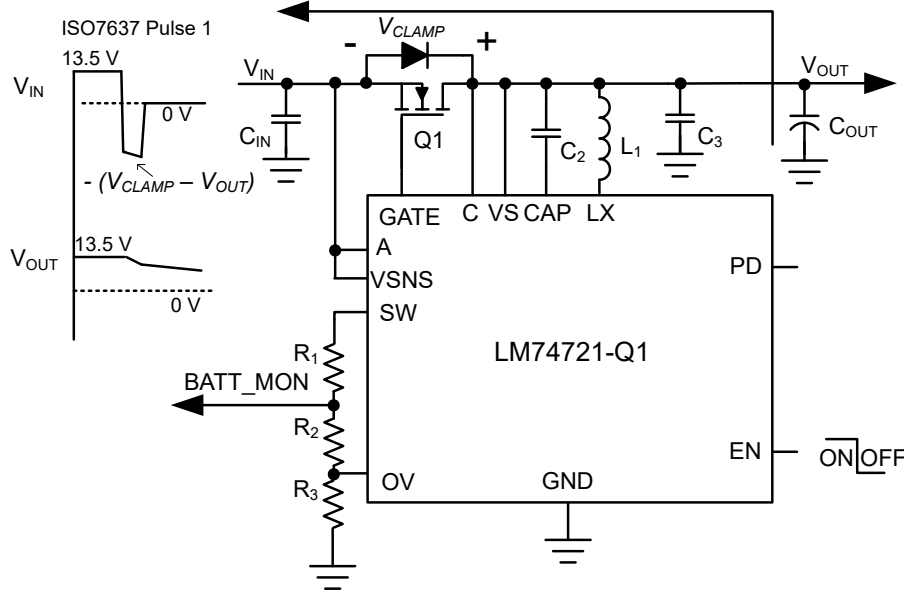 ISO7637 Pulse 1
13.5 V
V_IN
0 V
- (V_CLAMP – V_OUT)
13.5 V
V_OUT
0 V
V_CLAMP
- +
V_IN
V_OUT
C_IN
Q1
C_2
L_1
C_3
C_OUT
GATE C VS CAP LX
A
VSNS
PD
SW
R_1
LM74721-Q1
BATT_MON
R_2
EN
ON OFF
R_3
OV
GND